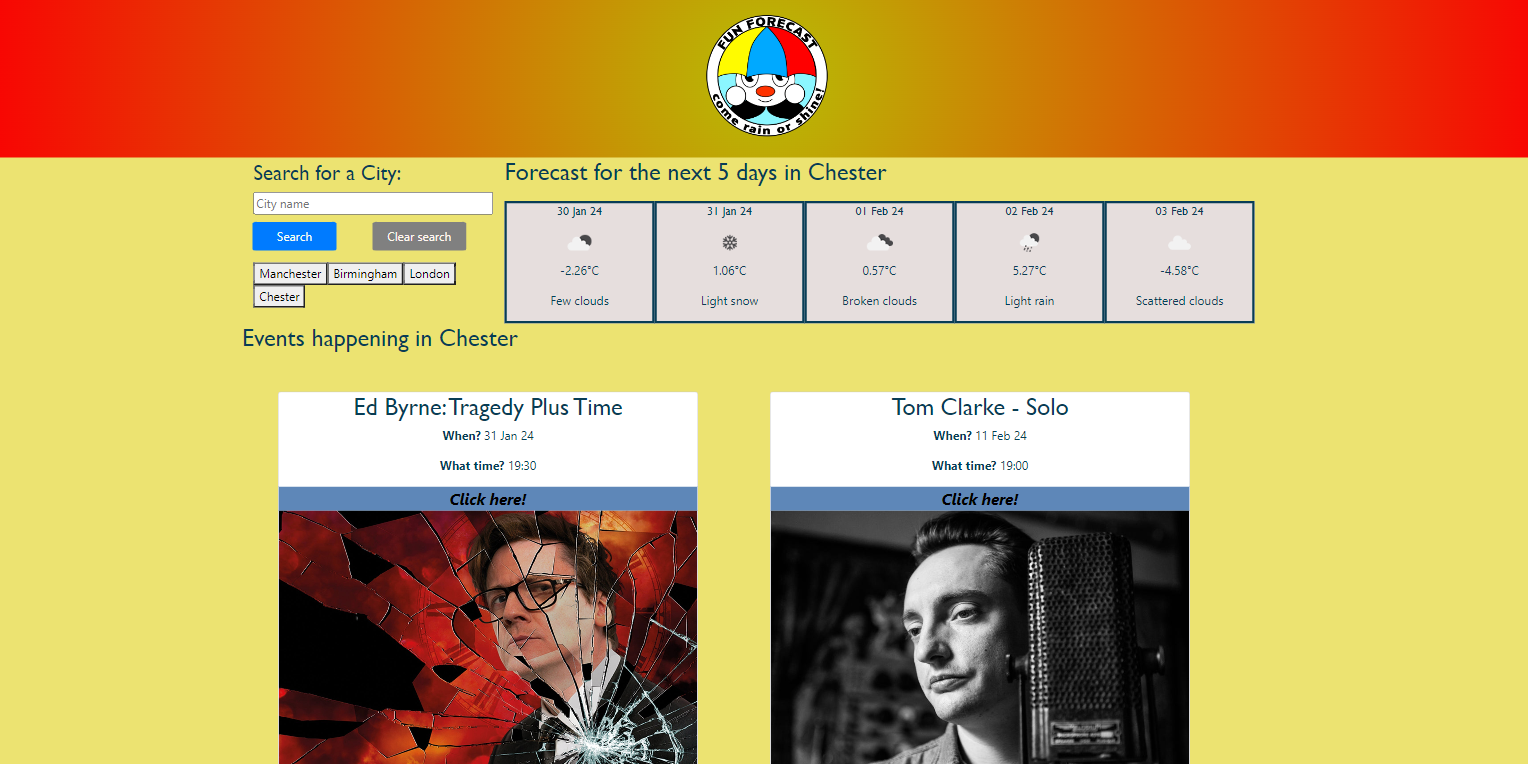 FUN FORECAST
come rain or shine!
Search for a City:
City name
Search
Clear search
Manchester
Birmingham
London
Chester
Forecast for the next 5 days in Chester
30 Jan 24
-2.26°C
Few clouds
31 Jan 24
1.06°C
Light snow
01 Feb 24
0.57°C
Broken clouds
02 Feb 24
5.27°C
Light rain
03 Feb 24
-4.58°C
Scattered clouds
Events happening in Chester
Ed Byrne: Tragedy Plus Time
When? 31 Jan 24
What time? 19:30
Click here!
Tom Clarke - Solo
When? 11 Feb 24
What time? 19:00
Click here!